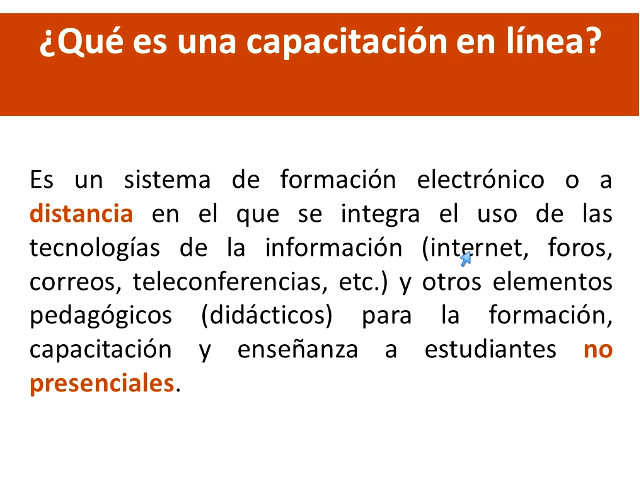 ¿Qué es una capacitación en línea?
Es un sistema de formación electrónico o a
distancia en el que se integra el uso de las
tecnologías de la información (internet, foros,
correos, teleconferencias, etc.) y otros elementos
pedagógicos (didácticos) para la formación,
capacitación y enseñanza a estudiantes no
presenciales.